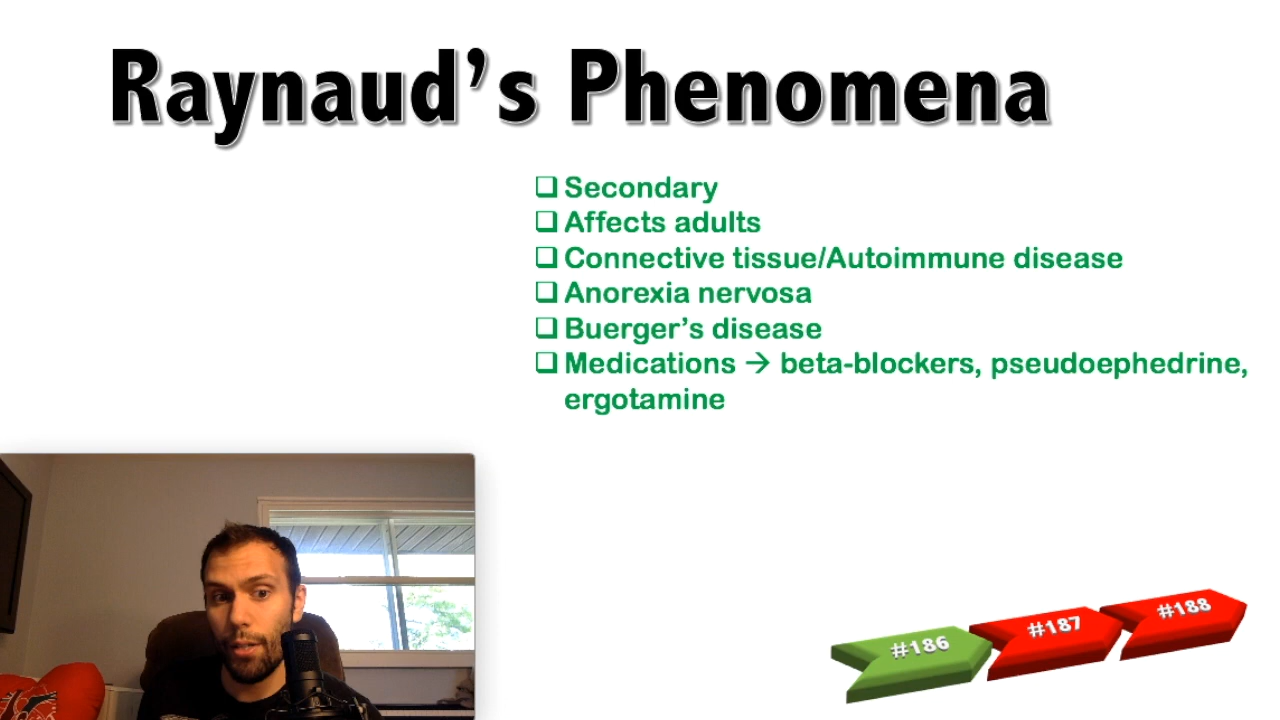 Raynaud’s Phenomena
❑ Secondary
❑ Affects adults
❑ Connective tissue/Autoimmune disease
❑ Anorexia nervosa
❑ Buerger’s disease
❑ Medications → beta-blockers, pseudoephedrine,
ergotamine
#186
#187
#188